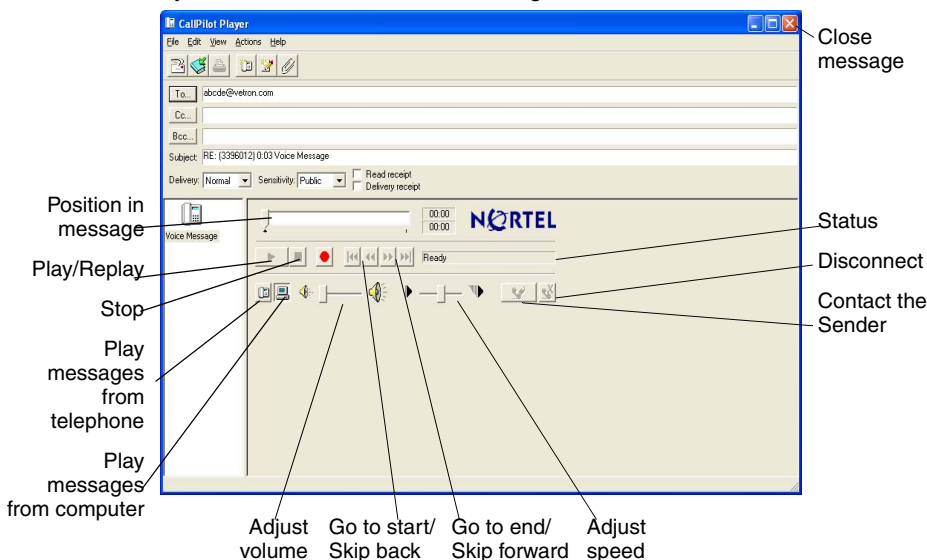 CallPilot Player
File Edit View Actions Help
To... abcde@vetron.com
Cc...
Bcc...
Subject: RE: (3396012) 0:03 Voice Message
Delivery: Normal Sensitivity: Public Read receipt
Delivery receipt
Voice Message
00:00
00:00
NORTEL
Ready
Close
message
Position in
message
Play/Replay
Stop
Play
messages
from
telephone
Play
messages
from computer
Status
Disconnect
Contact the
Sender
Adjust
volume
Go to start/
Skip back
Go to end/
Skip forward
Adjust
speed